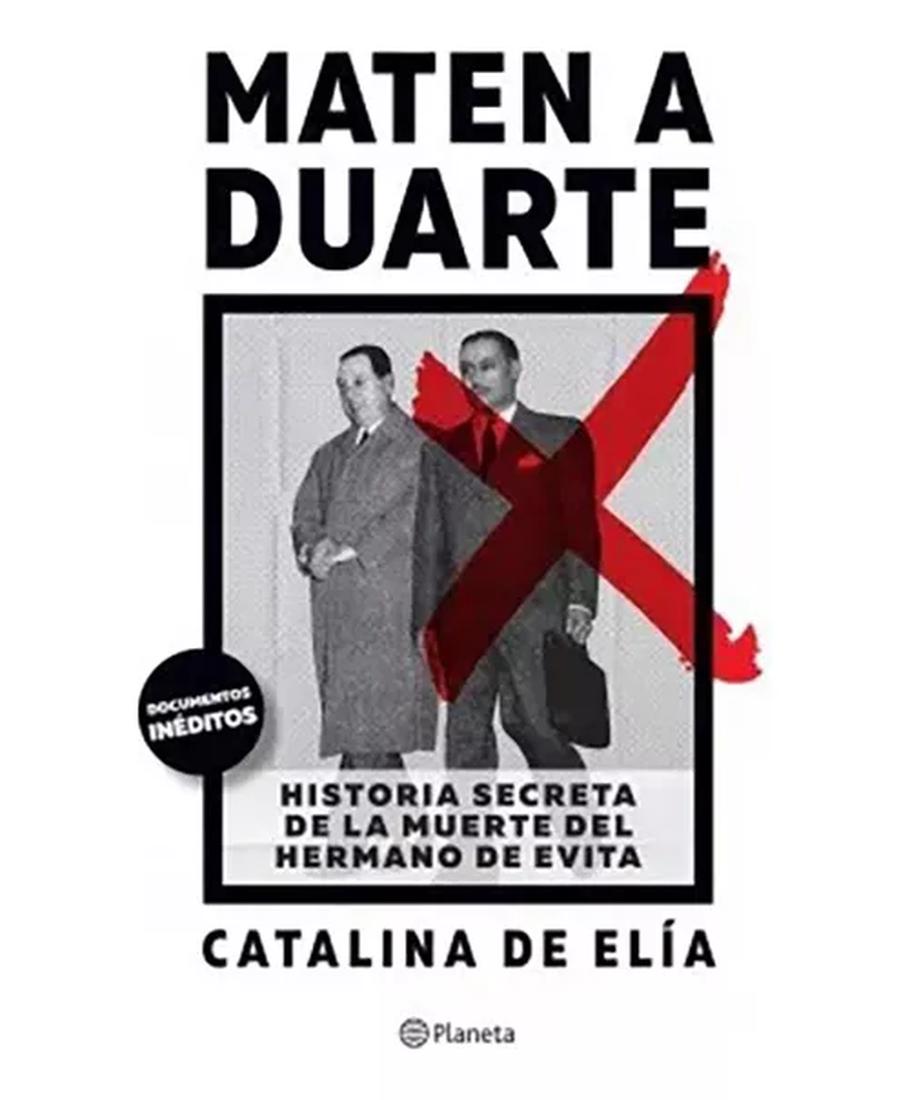 MATEN A
DUARTE
DOCUMENTOS
INÉDITOS
HISTORIA SECRETA
DE LA MUERTE DEL
HERMANO DE EVITA
CATALINA DE ELÍA
Planeta